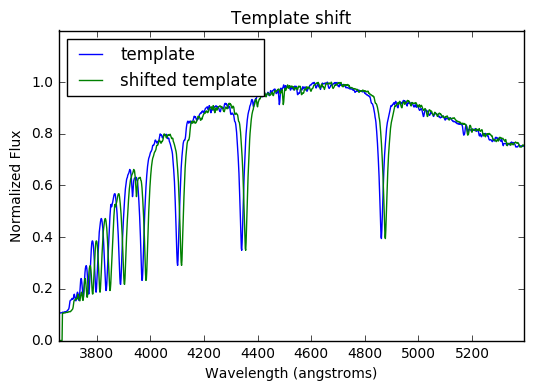 Template shift
template
shifted template
Normalized Flux
1.0
0.8
0.6
0.4
0.2
0.0
3800 4000 4200 4400 4600 4800 5000 5200
Wavelength (angstroms)